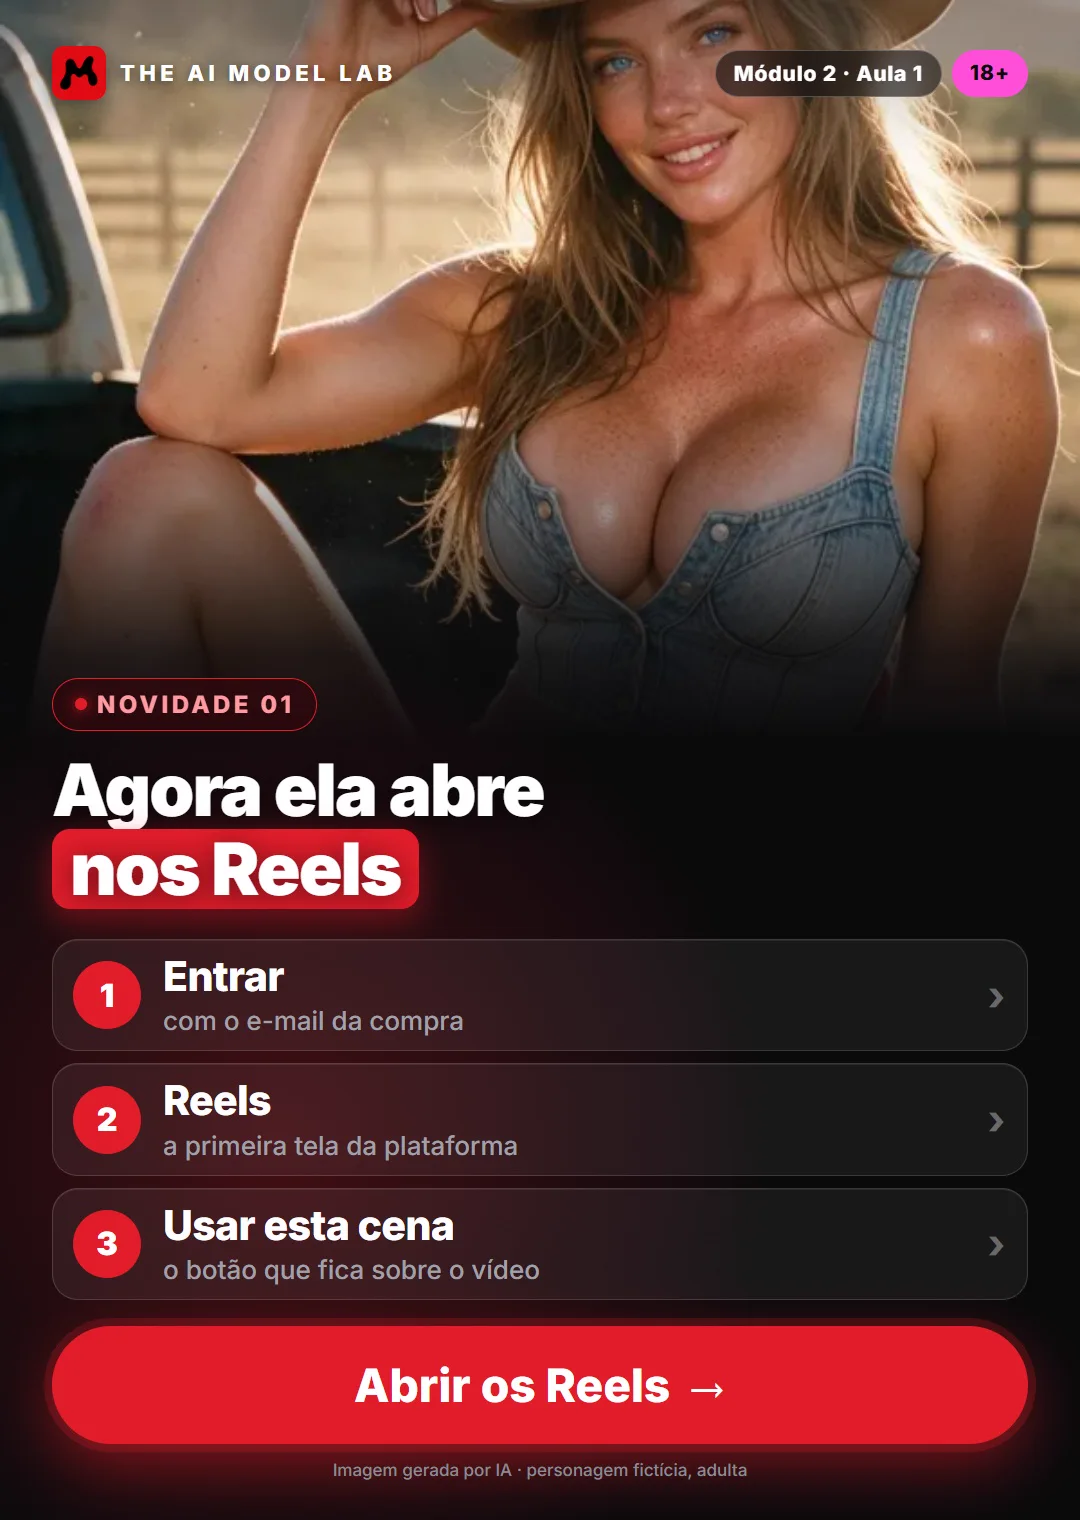 THE AI MODEL LAB
Módulo 2 · Aula 1
18+
NOVIDADE 01
Agora ela abre
nos Reels
1
Entrar
com o e-mail da compra
2
Reels
a primeira tela da plataforma
3
Usar esta cena
o botão que fica sobre o vídeo
Abrir os Reels →
Imagem gerada por IA · personagem fictícia, adulta